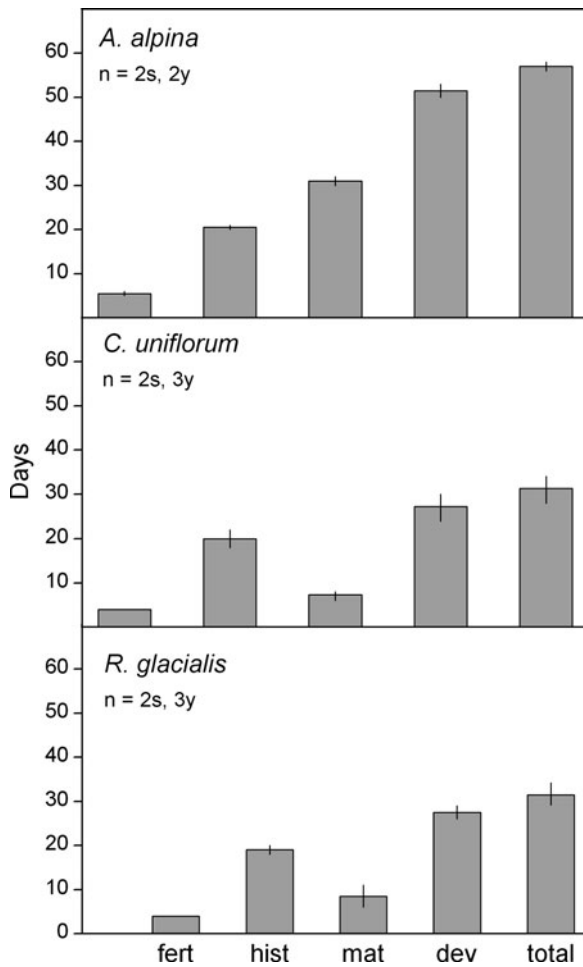 A. alpina
n = 2s, 2y
60
50
40
30
20
10
C. uniflorum
n = 2s, 3y
60
50
40
30
20
10
Days
R. glacialis
n = 2s, 3y
60
50
40
30
20
10
0
fert hist mat dev total